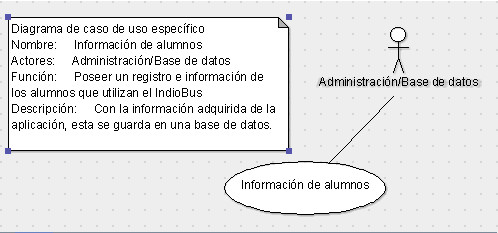 Diagrama de caso de uso específico
Nombre: Información de alumnos
Actores: Administración/Base de datos
Función: Poseer un registro e información de
los alumnos que utilizan el IndioBus
Descripción: Con la información adquirida de la
aplicación, esta se guarda en una base de datos.
Administración/Base de datos
Información de alumnos